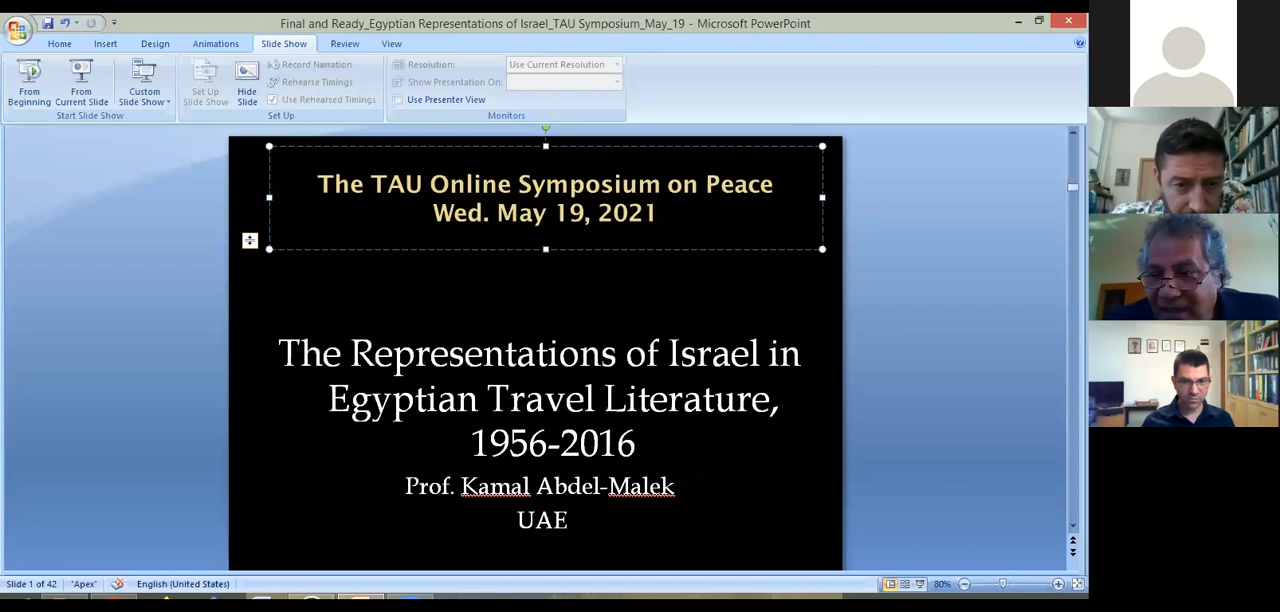 Final and Ready_Egyptian Representations of Israel_TAU Symposium_May_19 - Microsoft PowerPoint
Home Insert Design Animations Slide Show Review View
From Beginning
From Current Slide
Custom Slide Show
Start Slide Show
Set Up Slide Show
Hide Slide
Record Narration
Rehearse Timings
Use Rehearsed Timings
Set Up
Resolution: Use Current Resolution
Show Presentation On:
Use Presenter View
Monitors
The TAU Online Symposium on Peace
Wed. May 19, 2021
The Representations of Israel in
Egyptian Travel Literature,
1956-2016
Prof. Kamal Abdel-Malek
UAE
Slide 1 of 42 "Apex" English (United States) 80%